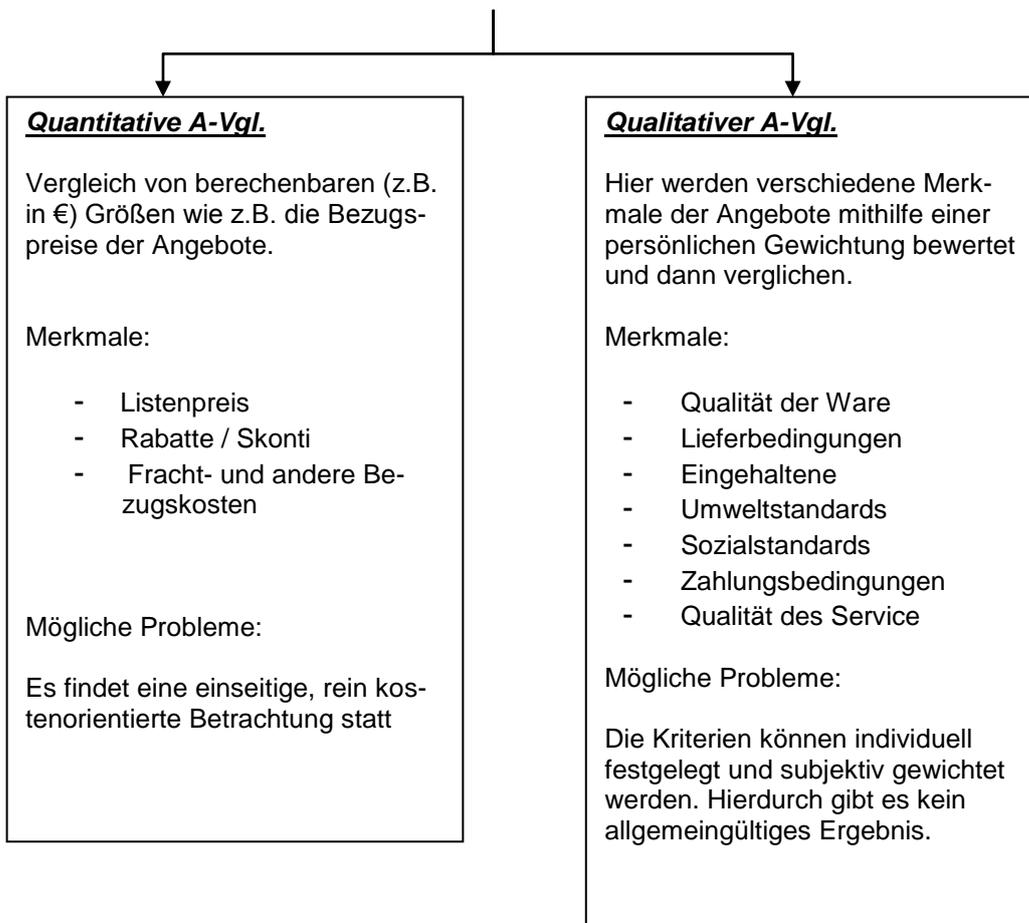 Quantitative A-Vgl.
Vergleich von berechenbaren (z.B.
in €) Größen wie z.B. die Bezugs-
preise der Angebote.
Merkmale:
- Listenpreis
- Rabatte / Skonti
- Fracht- und andere Be-
zugskosten
Mögliche Probleme:
Es findet eine einseitige, rein kos-
tenorientierte Betrachtung statt
Qualitativer A-Vgl.
Hier werden verschiedene Merk-
male der Angebote mithilfe einer
persönlichen Gewichtung bewertet
und dann verglichen.
Merkmale:
- Qualität der Ware
- Lieferbedingungen
- Eingehaltene
- Umweltstandards
- Sozialstandards
- Zahlungsbedingungen
- Qualität des Service
Mögliche Probleme:
Die Kriterien können individuell
festgelegt und subjektiv gewichtet
werden. Hierdurch gibt es kein
allgemeingültiges Ergebnis.